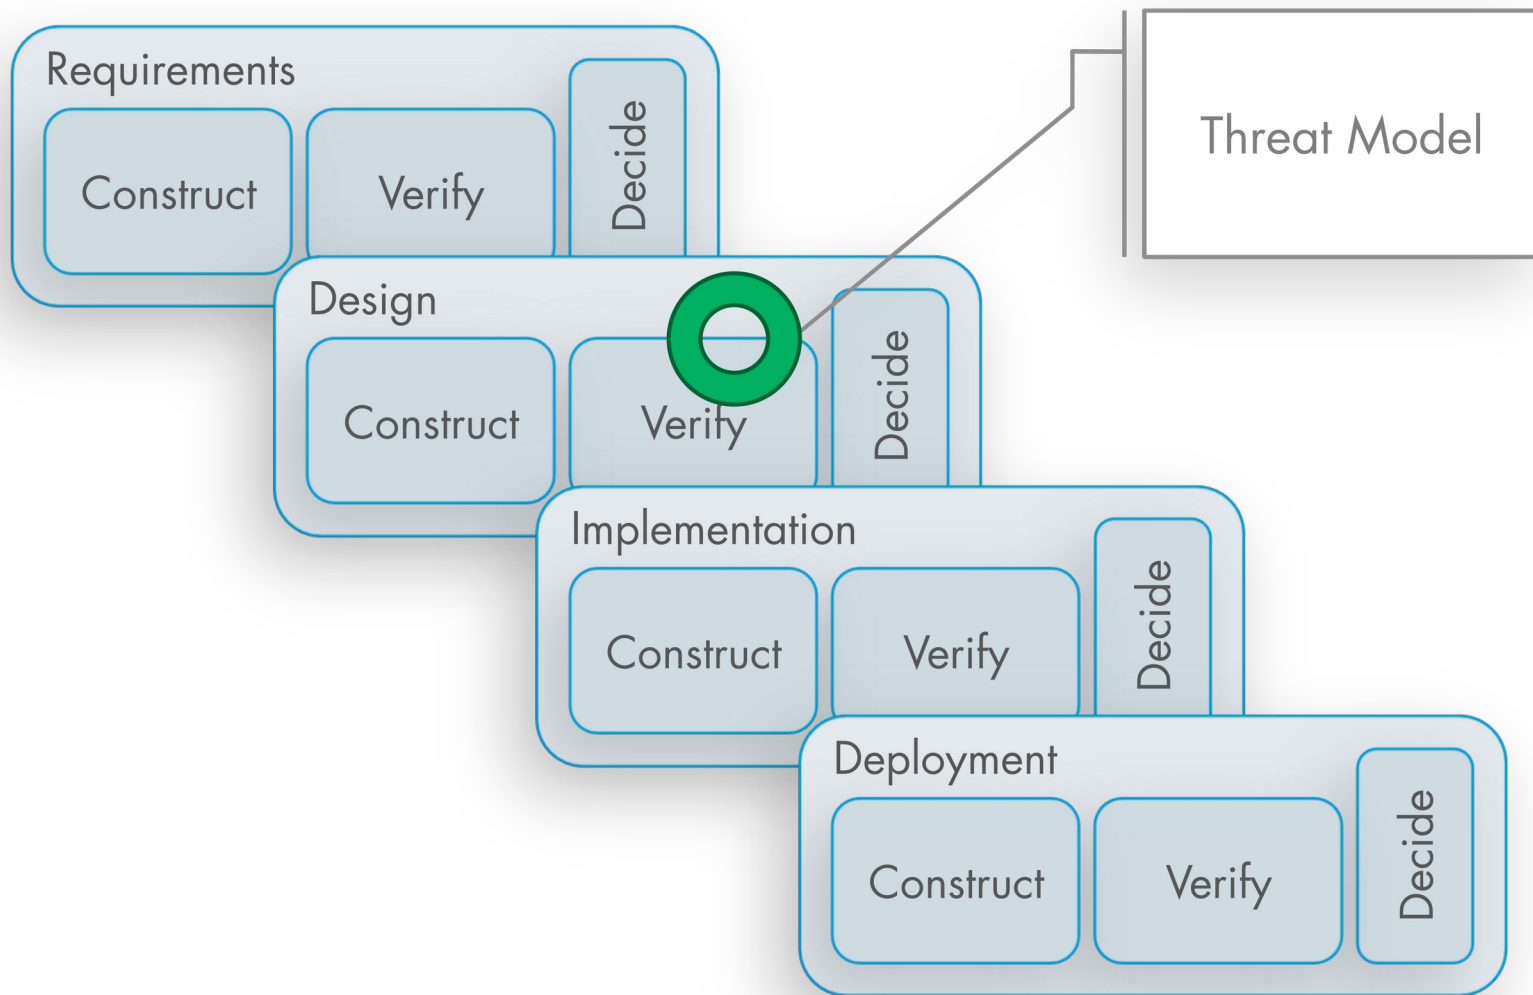 Requirements
Construct
Verify
Decide
Threat Model
Design
Construct
Verify
Decide
Implementation
Construct
Verify
Decide
Deployment
Construct
Verify
Decide